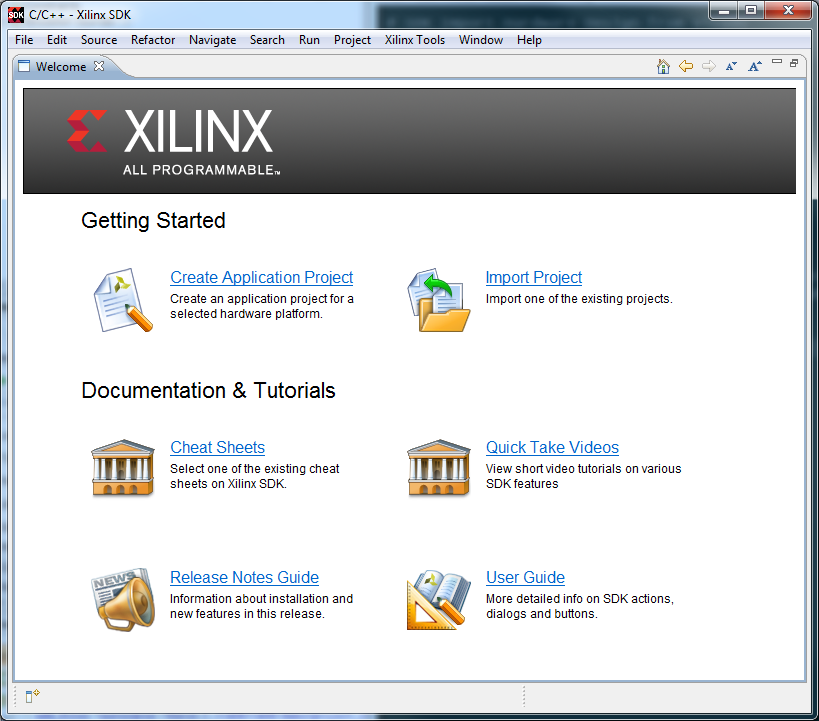 C/C++ - Xilinx SDK
File Edit Source Refactor Navigate Search Run Project Xilinx Tools Window Help
Welcome
XILINX
ALL PROGRAMMABLE™
Getting Started
Create Application Project
Create an application project for a
selected hardware platform.
Import Project
Import one of the existing projects.
Documentation & Tutorials
Cheat Sheets
Select one of the existing cheat
sheets on Xilinx SDK.
Quick Take Videos
View short video tutorials on various
SDK features
NEWS
Release Notes Guide
Information about installation and
new features in this release.
User Guide
More detailed info on SDK actions,
dialogs and buttons.